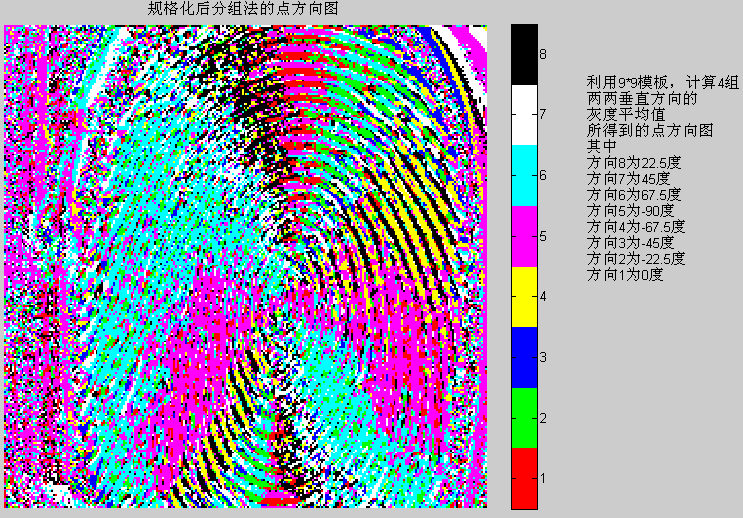 规格化后分组法的点方向图
8
7
6
5
4
3
2
1
利用9*9模板，计算4组
两两垂直方向的
灰度平均值
所得到的点方向图
其中
方向8为22.5度
方向7为45度
方向6为67.5度
方向5为-90度
方向4为-67.5度
方向3为-45度
方向2为-22.5度
方向1为0度